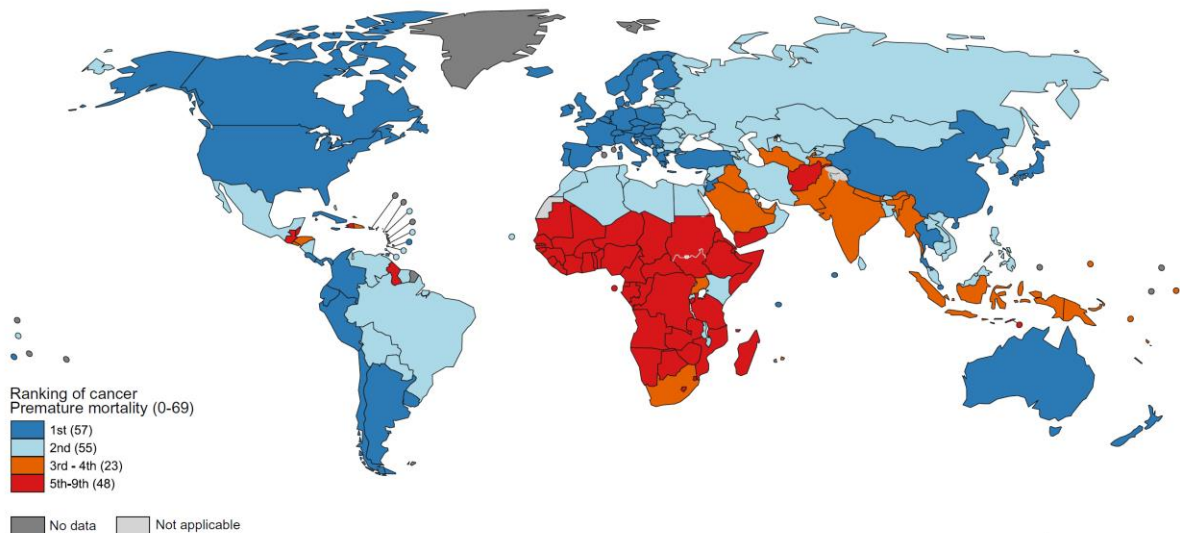 Ranking of cancer
Premature mortality (0-69)
1st (57)
2nd (55)
3rd - 4th (23)
5th-9th (48)
No data
Not applicable